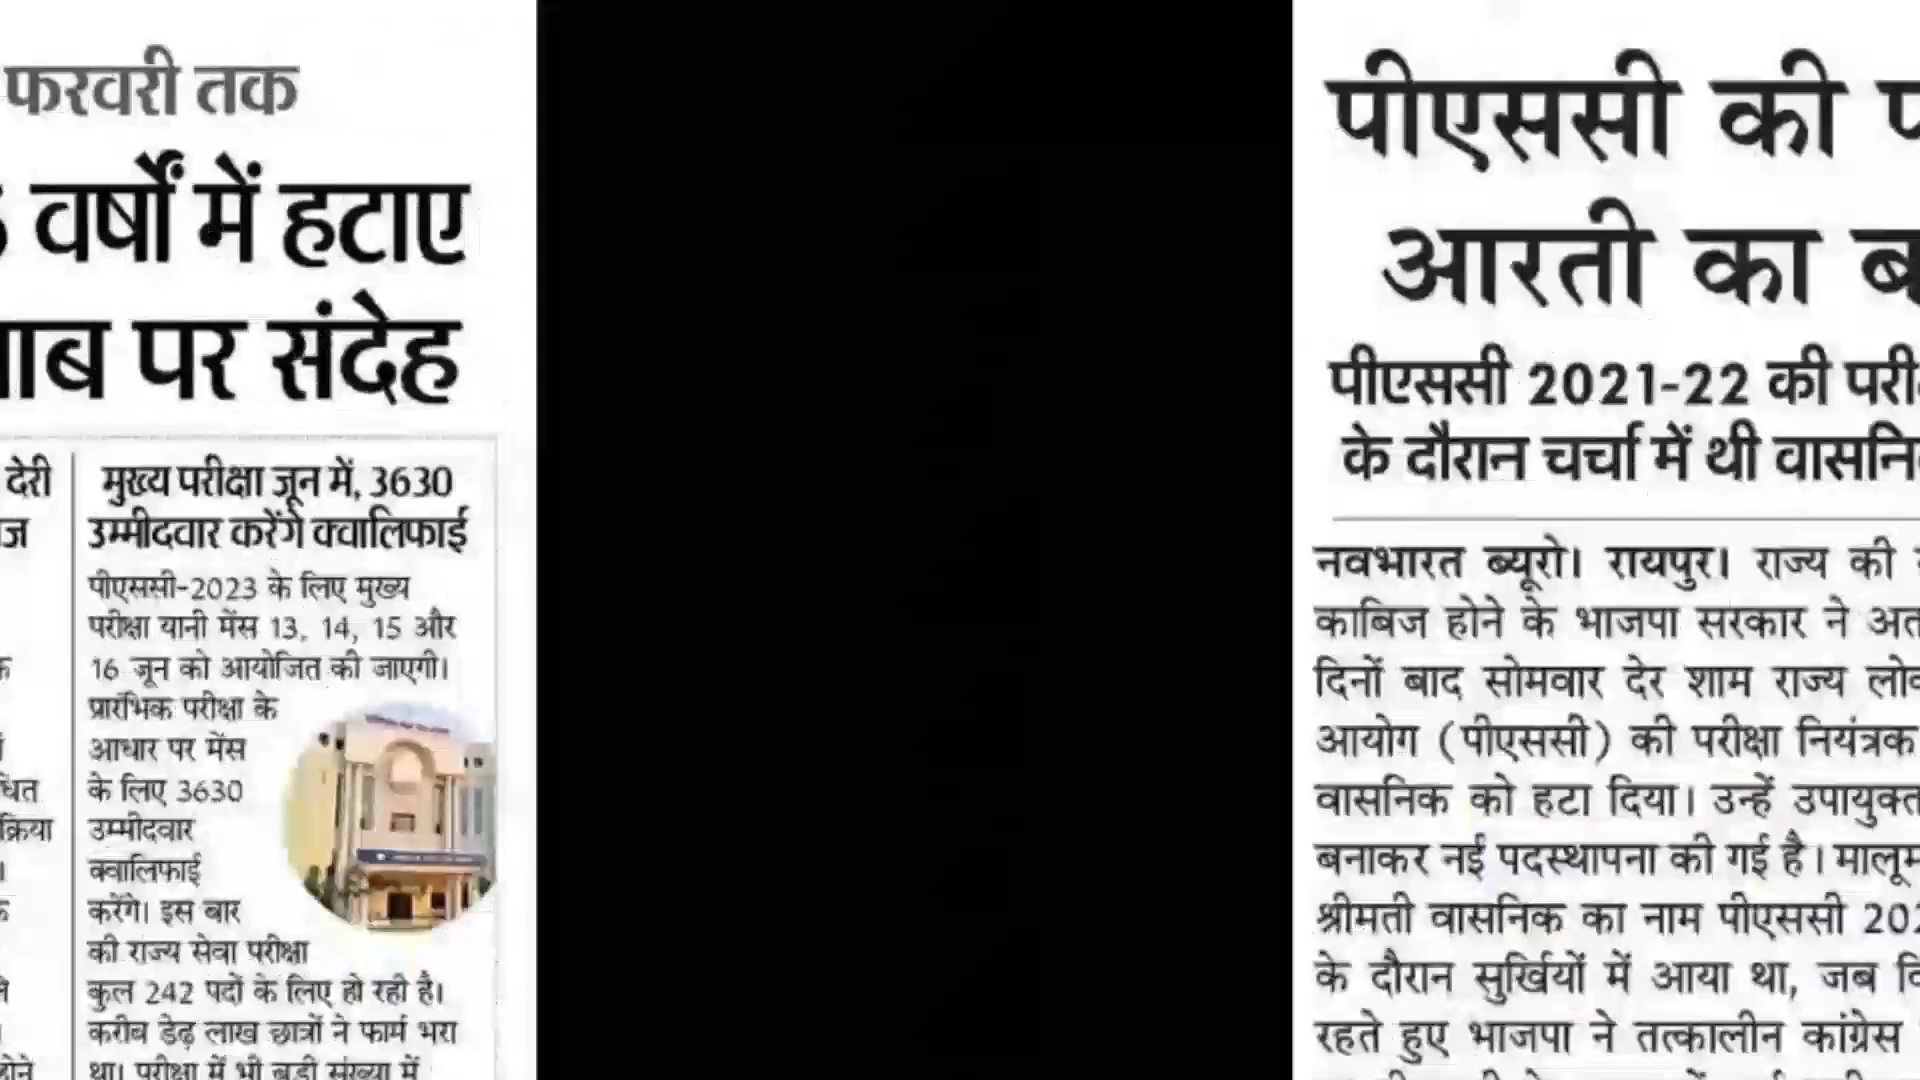 फरवरी तक
वर्षों में हटाए
पर संदेह
देरी
मुख्य परीक्षा जून में, 3630
उम्मीदवार करेंगे क्वालिफाई
पीएससी-2023 के लिए मुख्य
परीक्षा यानी मेंस 13, 14, 15 और
16 जून को आयोजित की जाएगी।
प्रारंभिक परीक्षा के
आधार पर मेंस
के लिए 3630
उम्मीदवार
क्वालिफाई
करेंगे। इस बार
की राज्य सेवा परीक्षा
कुल 242 पदों के लिए हो रही है।
करीब डेढ़ लाख छात्रों ने फार्म भरा
था। परीक्षा में भी बड़ी संख्या में
पीएससी की
आरती का
पीएससी 2021-22 की
के दौरान चर्चा में थी
नवभारत ब्यूरो। रायपुर। राज्य की
काबिज होने के भाजपा सरकार ने
दिनों बाद सोमवार देर शाम राज्य
आयोग (पीएससी) की परीक्षा नियंत्रक
वासनिक को हटा दिया। उन्हें उपायुक्त
बनाकर नई पदस्थापना की गई है।
श्रीमती वासनिक का नाम पीएससी
के दौरान सुर्खियों में आया था, जब
रहते हुए भाजपा ने तत्कालीन कांग्रेस